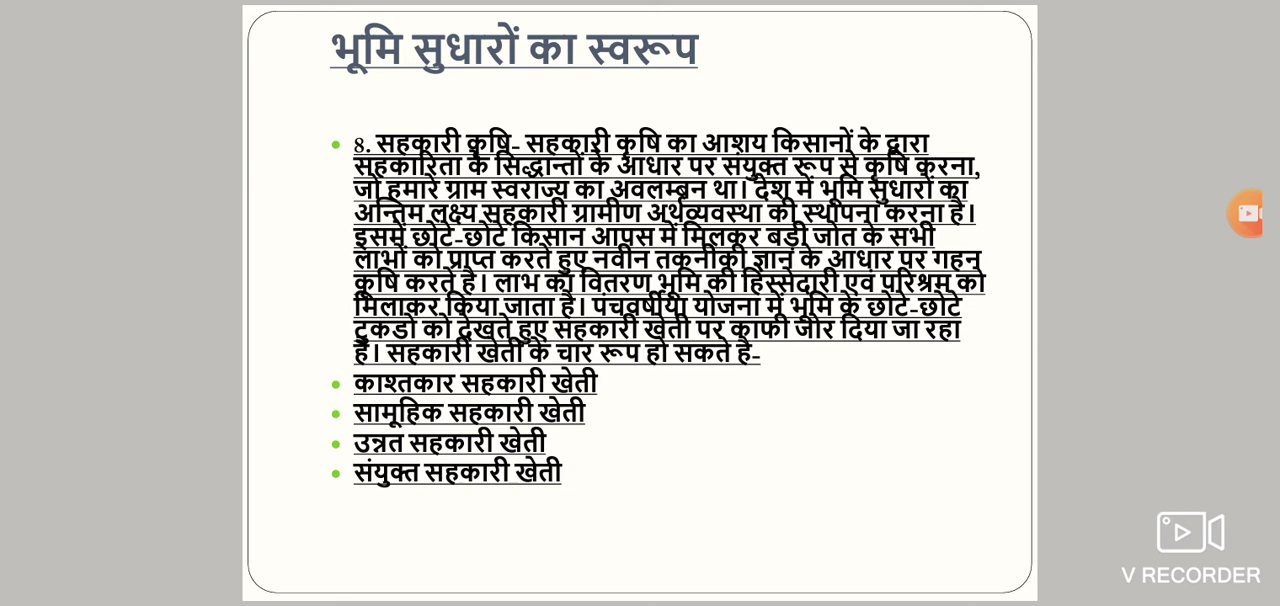 भूमि सुधारों का स्वरूप
8. सहकारी कृषि- सहकारी कृषि का आशय किसानों के द्वारा
सहकारिता के सिद्धान्तों के आधार पर संयुक्त रूप से कृषि करना,
जो हमारे ग्राम स्वराज्य का अवलम्बन था। देश में भूमि सुधारों का
अन्तिम लक्ष्य सहकारी ग्रामीण अर्थव्यवस्था की स्थापना करना है।
इसमें छोटे-छोटे किसान आपस में मिलकर बड़ी जोत के सभी
लाभों को प्राप्त करते हुए नवीन तकनीकी ज्ञान के आधार पर गहन
कृषि करते है। लाभ का वितरण भूमि की हिस्सेदारी एवं परिश्रम को
मिलाकर किया जाता है। पंचवर्षीया योजना में भूमि के छोटे-छोटे
टुकडो को देखते हुए सहकारी खेती पर काफी जोर दिया जा रहा
है। सहकारी खेती के चार रूप हो सकते है-
काश्तकार सहकारी खेती
सामूहिक सहकारी खेती
उन्नत सहकारी खेती
संयुक्त सहकारी खेती
V RECORDER